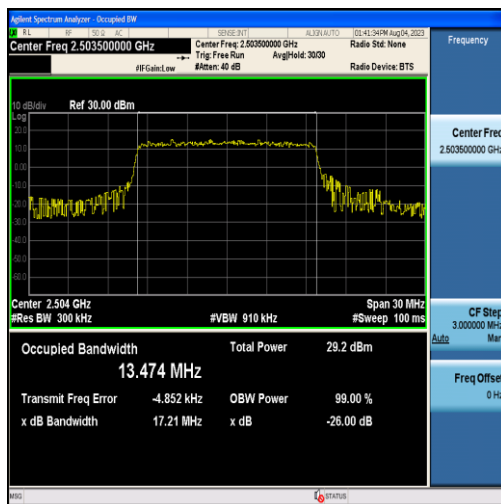 Agilent Spectrum Analyzer - Occupied BW
RL RF 50 Ω AC SENSE:INT ALIGN AUTO 01:41:34 PM Aug 04, 2023
Center Freq 2.503500000 GHz Center Freq: 2.503500000 GHz Radio Std: None Frequency
Trig: Free Run Avg|Hold: 30/30
#IFGain:Low #Atten: 40 dB Radio Device: BTS
10 dB/div Ref 30.00 dBm
Log
20.0
10.0
0.00
-10.0
-20.0
-30.0
-40.0
-50.0
-60.0
Center Freq
2.503500000 GHz
Center 2.504 GHz Span 30 MHz
#Res BW 300 kHz #VBW 910 kHz #Sweep 100 ms
CF Step
3.000000 MHz
Auto Man
Occupied Bandwidth Total Power 29.2 dBm
13.474 MHz
Transmit Freq Error -4.852 kHz OBW Power 99.00 %
x dB Bandwidth 17.21 MHz x dB -26.00 dB
Freq Offset
0 Hz
MSG STATUS